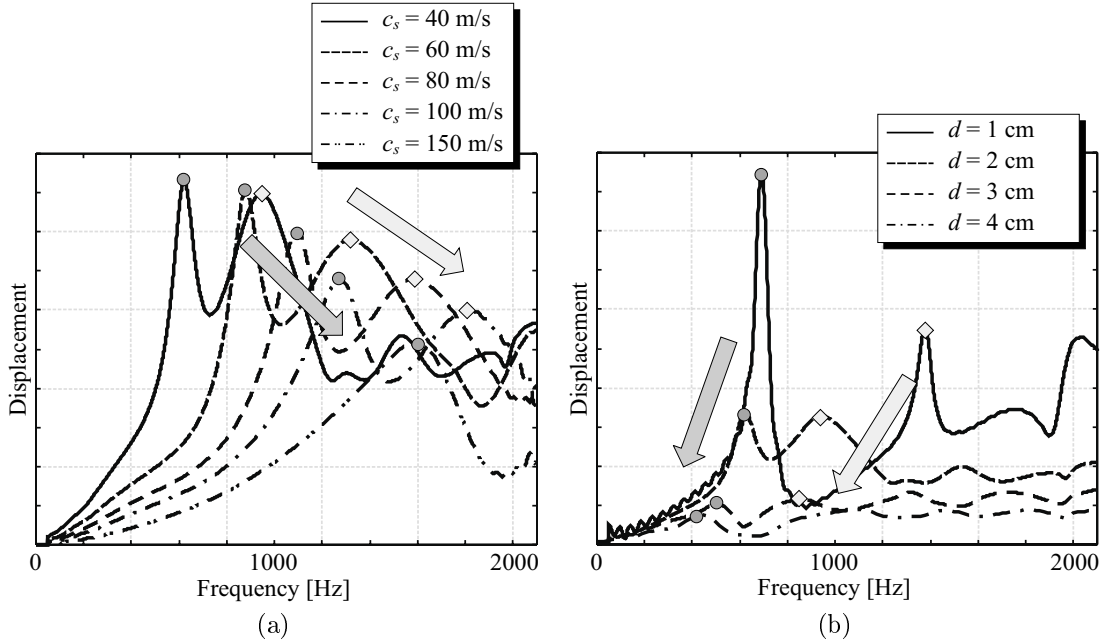 c_s = 40 m/s
c_s = 60 m/s
c_s = 80 m/s
c_s = 100 m/s
c_s = 150 m/s
Displacement
0 1000 2000
Frequency [Hz]
(a)
d = 1 cm
d = 2 cm
d = 3 cm
d = 4 cm
Displacement
0 1000 2000
Frequency [Hz]
(b)